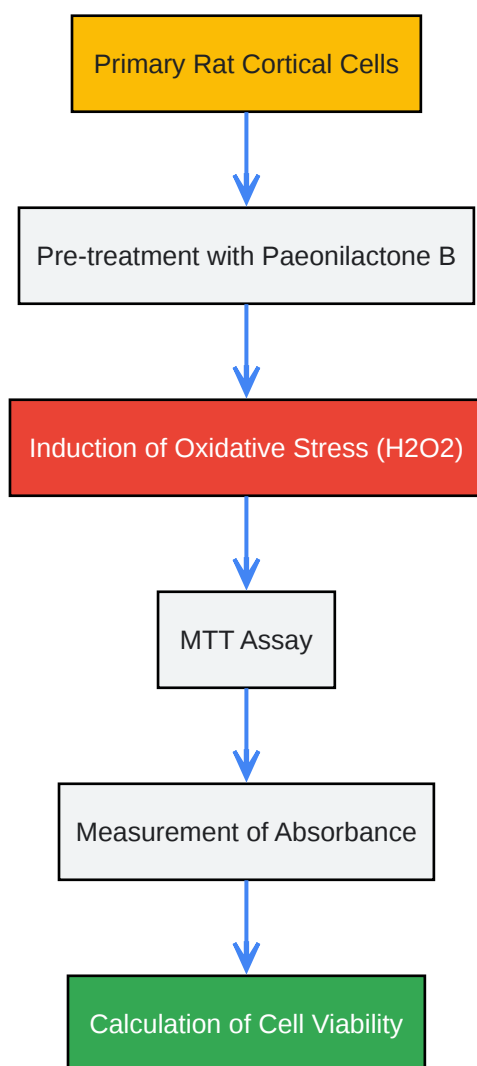 Primary Rat Cortical Cells
Pre-treatment with Paeonilactone B
Induction of Oxidative Stress (H2O2)
MTT Assay
Measurement of Absorbance
Calculation of Cell Viability